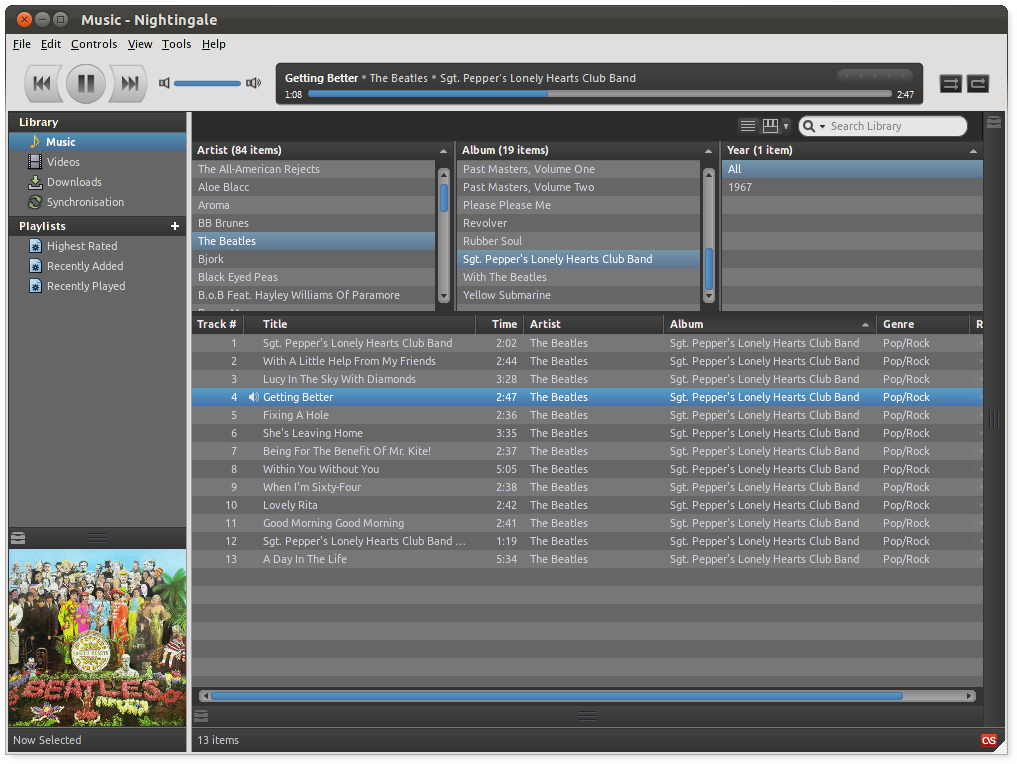 Music - Nightingale
File Edit Controls View Tools Help
Getting Better • The Beatles • Sgt. Pepper's Lonely Hearts Club Band
1:08 2:47
Library
Music
Videos
Downloads
Synchronisation
Playlists +
Highest Rated
Recently Added
Recently Played
BEATLES
Now Selected
Search Library
Artist (84 items)
The All-American Rejects
Aloe Blacc
Aroma
BB Brunes
The Beatles
Bjork
Black Eyed Peas
B.o.B Feat. Hayley Williams Of Paramore
Album (19 items)
Past Masters, Volume One
Past Masters, Volume Two
Please Please Me
Revolver
Rubber Soul
Sgt. Pepper's Lonely Hearts Club Band
With The Beatles
Yellow Submarine
Year (1 item)
All
1967
Track # Title Time Artist Album Genre R
1 Sgt. Pepper's Lonely Hearts Club Band 2:02 The Beatles Sgt. Pepper's Lonely Hearts Club Band Pop/Rock
2 With A Little Help From My Friends 2:44 The Beatles Sgt. Pepper's Lonely Hearts Club Band Pop/Rock
3 Lucy In The Sky With Diamonds 3:28 The Beatles Sgt. Pepper's Lonely Hearts Club Band Pop/Rock
4 Getting Better 2:47 The Beatles Sgt. Pepper's Lonely Hearts Club Band Pop/Rock
5 Fixing A Hole 2:36 The Beatles Sgt. Pepper's Lonely Hearts Club Band Pop/Rock
6 She's Leaving Home 3:35 The Beatles Sgt. Pepper's Lonely Hearts Club Band Pop/Rock
7 Being For The Benefit Of Mr. Kite! 2:37 The Beatles Sgt. Pepper's Lonely Hearts Club Band Pop/Rock
8 Within You Without You 5:05 The Beatles Sgt. Pepper's Lonely Hearts Club Band Pop/Rock
9 When I'm Sixty-Four 2:38 The Beatles Sgt. Pepper's Lonely Hearts Club Band Pop/Rock
10 Lovely Rita 2:42 The Beatles Sgt. Pepper's Lonely Hearts Club Band Pop/Rock
11 Good Morning Good Morning 2:41 The Beatles Sgt. Pepper's Lonely Hearts Club Band Pop/Rock
12 Sgt. Pepper's Lonely Hearts Club Band ... 1:19 The Beatles Sgt. Pepper's Lonely Hearts Club Band Pop/Rock
13 A Day In The Life 5:34 The Beatles Sgt. Pepper's Lonely Hearts Club Band Pop/Rock
13 items